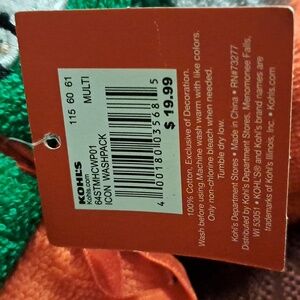 115 60 61 MULTI
KOHL'S
Kohls.com
64STMHCWP01
ICON WASHPACK
4 00180 53568 5
$ 19.99
100% Cotton, Exclusive of Decoration.
Wash before using. Machine wash warm with like colors.
Only non-chlorine bleach when needed.
Tumble dry low.
Kohl's Department Stores • Made in China • RN#73277
Distributed by Kohl's Department Stores, Menomonee Falls,
WI 53051 • KOHL'S® and Kohl's brand names are
trademarks of Kohl's Illinois, Inc. • Kohls.com